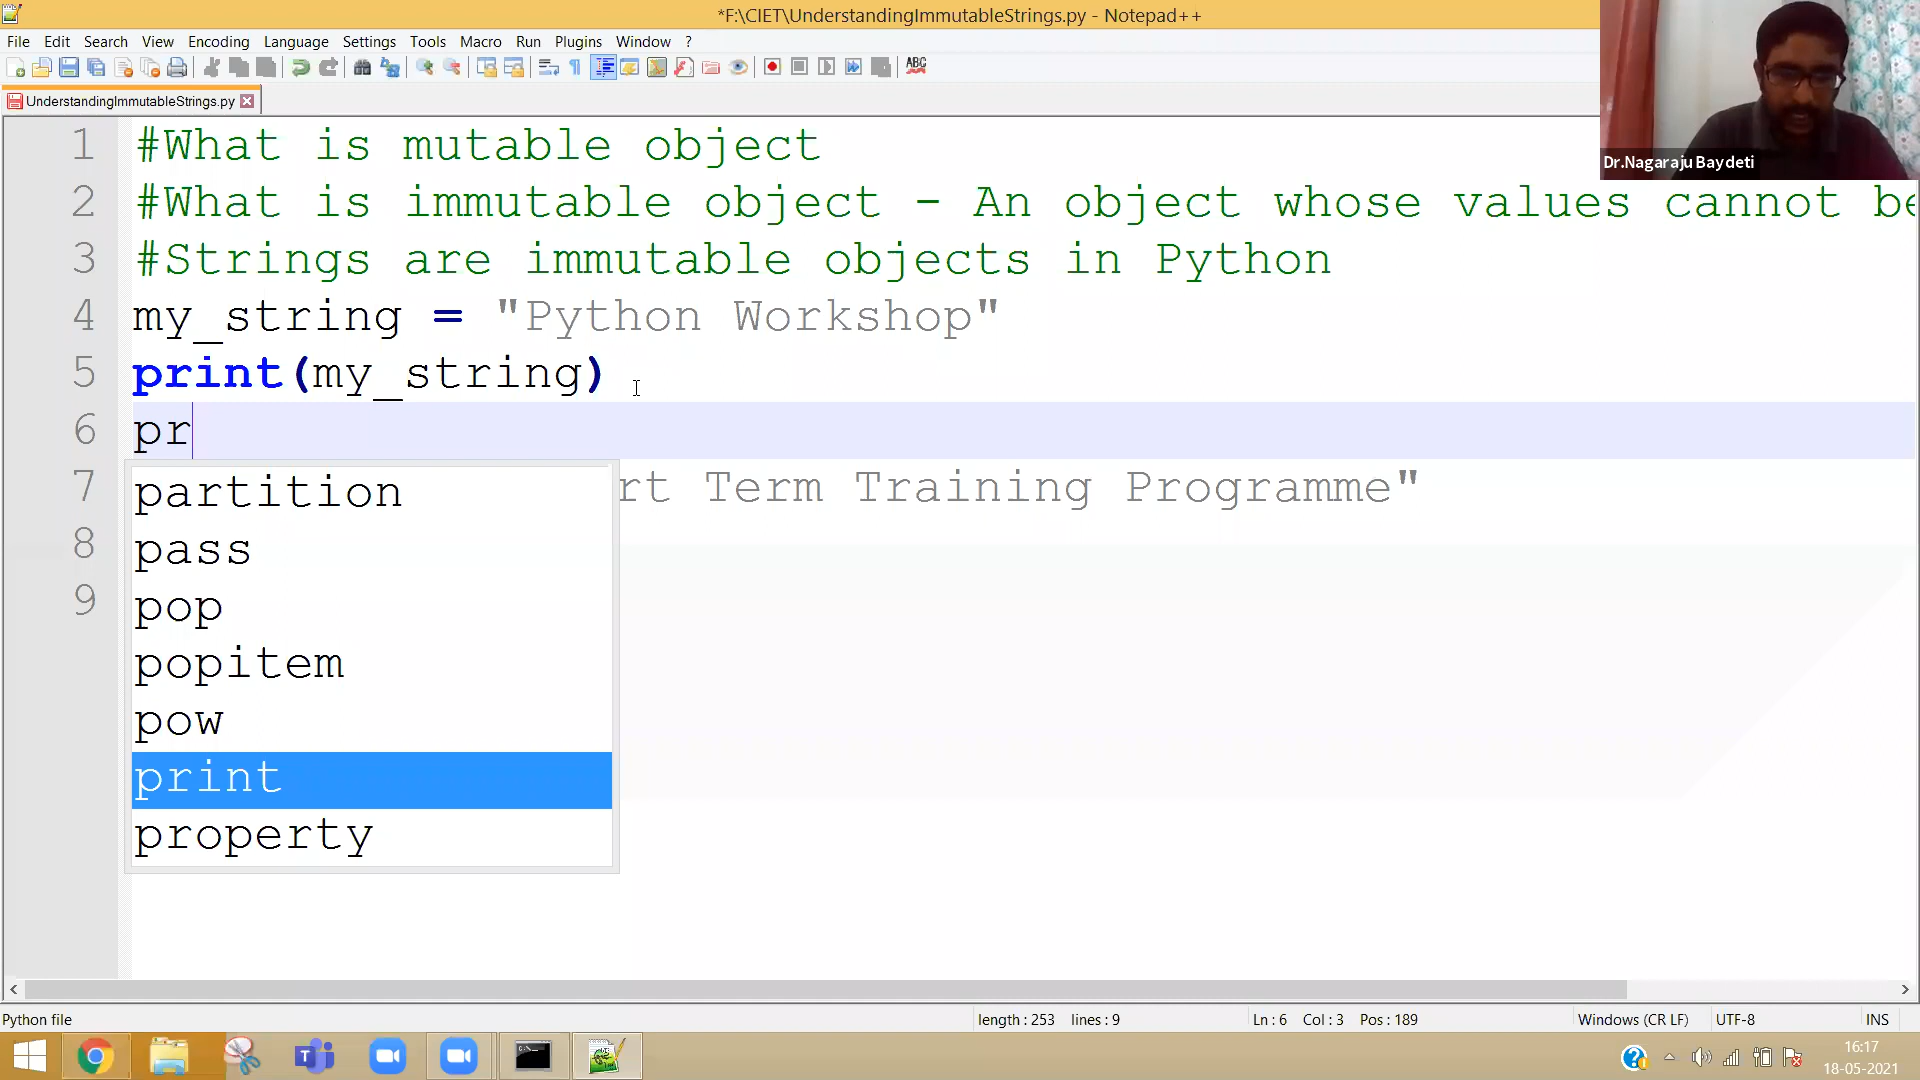 *F:\CIET\UnderstandingImmutableStrings.py - Notepad++
File Edit Search View Encoding Language Settings Tools Macro Run Plugins Window ?
ABC
UnderstandingImmutableStrings.py
Dr.Nagaraju Baydeti
1 #What is mutable object
2 #What is immutable object - An object whose values cannot be
3 #Strings are immutable objects in Python
4 my_string = "Python Workshop"
5 print(my_string)
6 pr
7 rt Term Training Programme"
8
9
partition
pass
pop
popitem
pow
print
property
Python file length : 253 lines : 9 Ln : 6 Col : 3 Pos : 189 Windows (CR LF) UTF-8 INS
16:17
18-05-2021